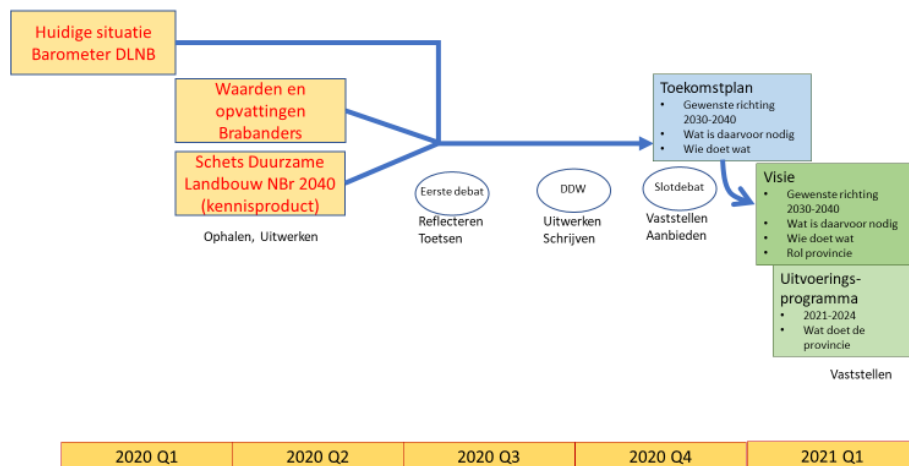 Huidige situatie
Barometer DLNB
Waarden en
opvattingen
Brabanders
Schets Duurzame
Landbouw NBr 2040
(kennisproduct)
Ophalen, Uitwerken
Eerste debat
Reflecteren
Toetsen
DDW
Uitwerken
Schrijven
Slotdebat
Vaststellen
Aanbieden
Toekomstplan
• Gewenste richting
2030-2040
• Wat is daarvoor nodig
• Wie doet wat
Visie
• Gewenste richting
2030-2040
• Wat is daarvoor nodig
• Wie doet wat
• Rol provincie
Uitvoerings-
programma
• 2021-2024
• Wat doet de
provincie
Vaststellen
2020 Q1 2020 Q2 2020 Q3 2020 Q4 2021 Q1